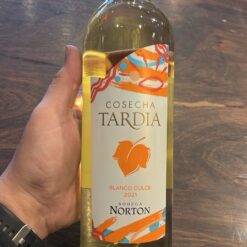 COSECHA
TARDIA
BLANCO DULCE
2021
BODEGA
NORTON